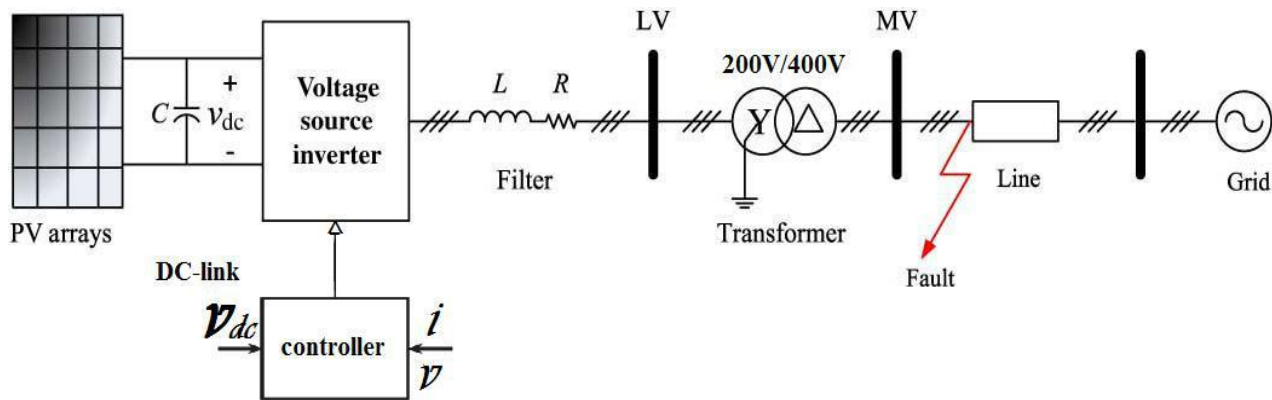 PV arrays
C
+
v_dc
-
Voltage
source
inverter
L
R
Filter
LV
200V/400V
Y
Δ
Transformer
MV
Fault
Line
Grid
DC-link
v_dc
controller
i
v